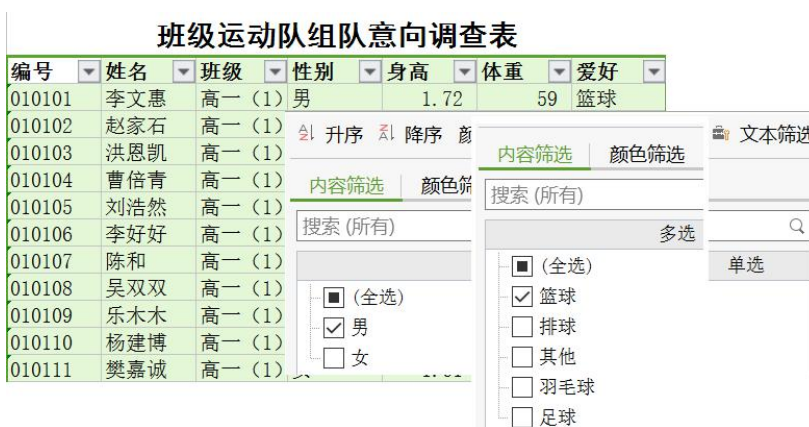 班级运动队组队意向调查表
编号 姓名 班级 性别 身高 体重 爱好
010101 李文惠 高一（1） 男 1.72 59 篮球
010102 赵家石 高一（1）
010103 洪恩凯 高一（1）
010104 曹倍青 高一（1）
010105 刘浩然 高一（1）
010106 李好好 高一（1）
010107 陈和 高一（1）
010108 吴双双 高一（1）
010109 乐木木 高一（1）
010110 杨建博 高一（1）
010111 樊嘉诚 高一（1）
升序 降序 颜
内容筛选 颜色筛
搜索 (所有)
(全选)
男
女
内容筛选 颜色筛选
搜索 (所有)
多选
(全选)
篮球
排球
其他
羽毛球
足球
文本筛选
单选